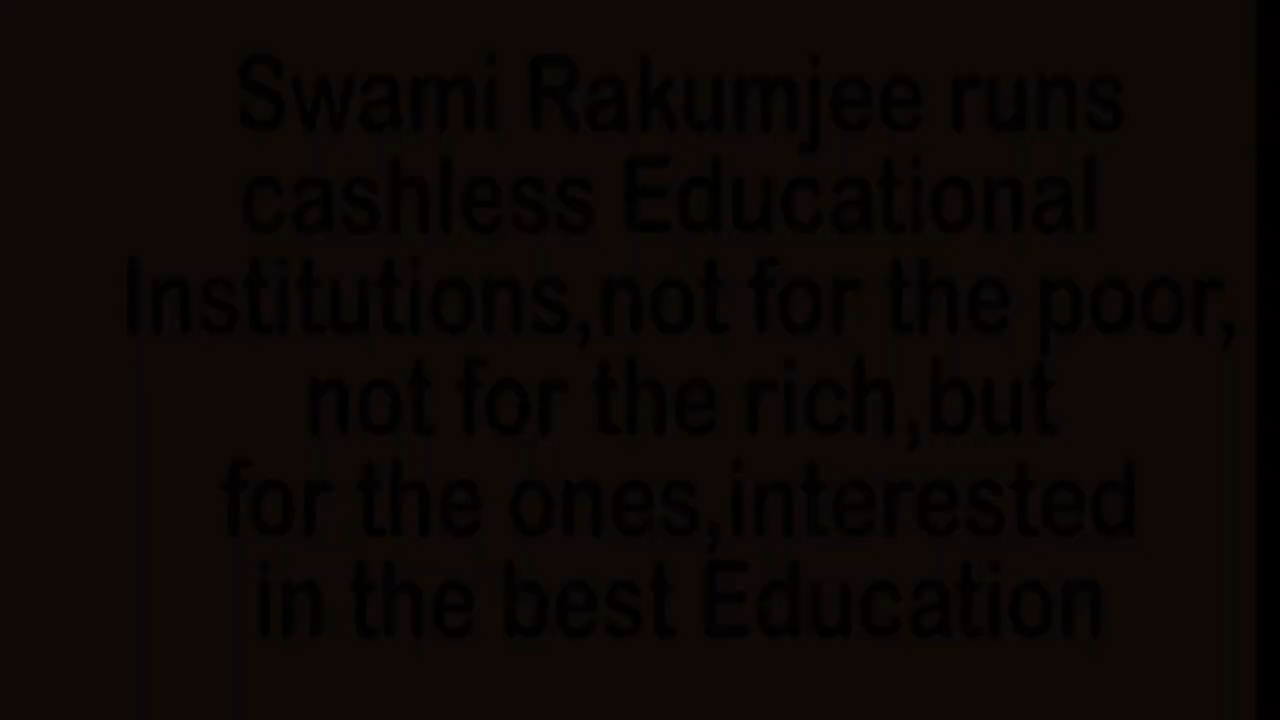 Swami Rakumjee runs
cashless Educational
Institutions,not for the poor,
not for the rich,but
for the ones,interested
in the best Education